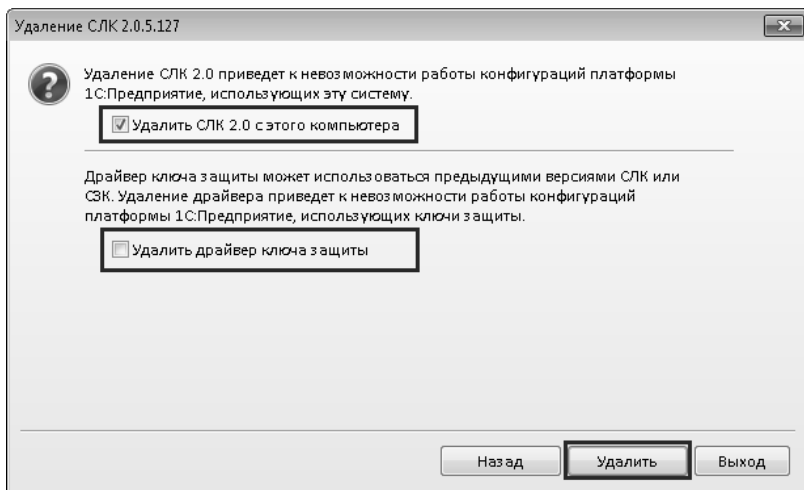 Удаление СЛК 2.0.5.127
Удаление СЛК 2.0 приведет к невозможности работы конфигураций платформы
1С:Предприятие, использующих эту систему.
Удалить СЛК 2.0 с этого компьютера
Драйвер ключа защиты может использоваться предыдущими версиями СЛК или
СЗК. Удаление драйвера приведет к невозможности работы конфигураций
платформы 1С:Предприятие, использующих ключи защиты.
Удалить драйвер ключа защиты
Назад Удалить Выход